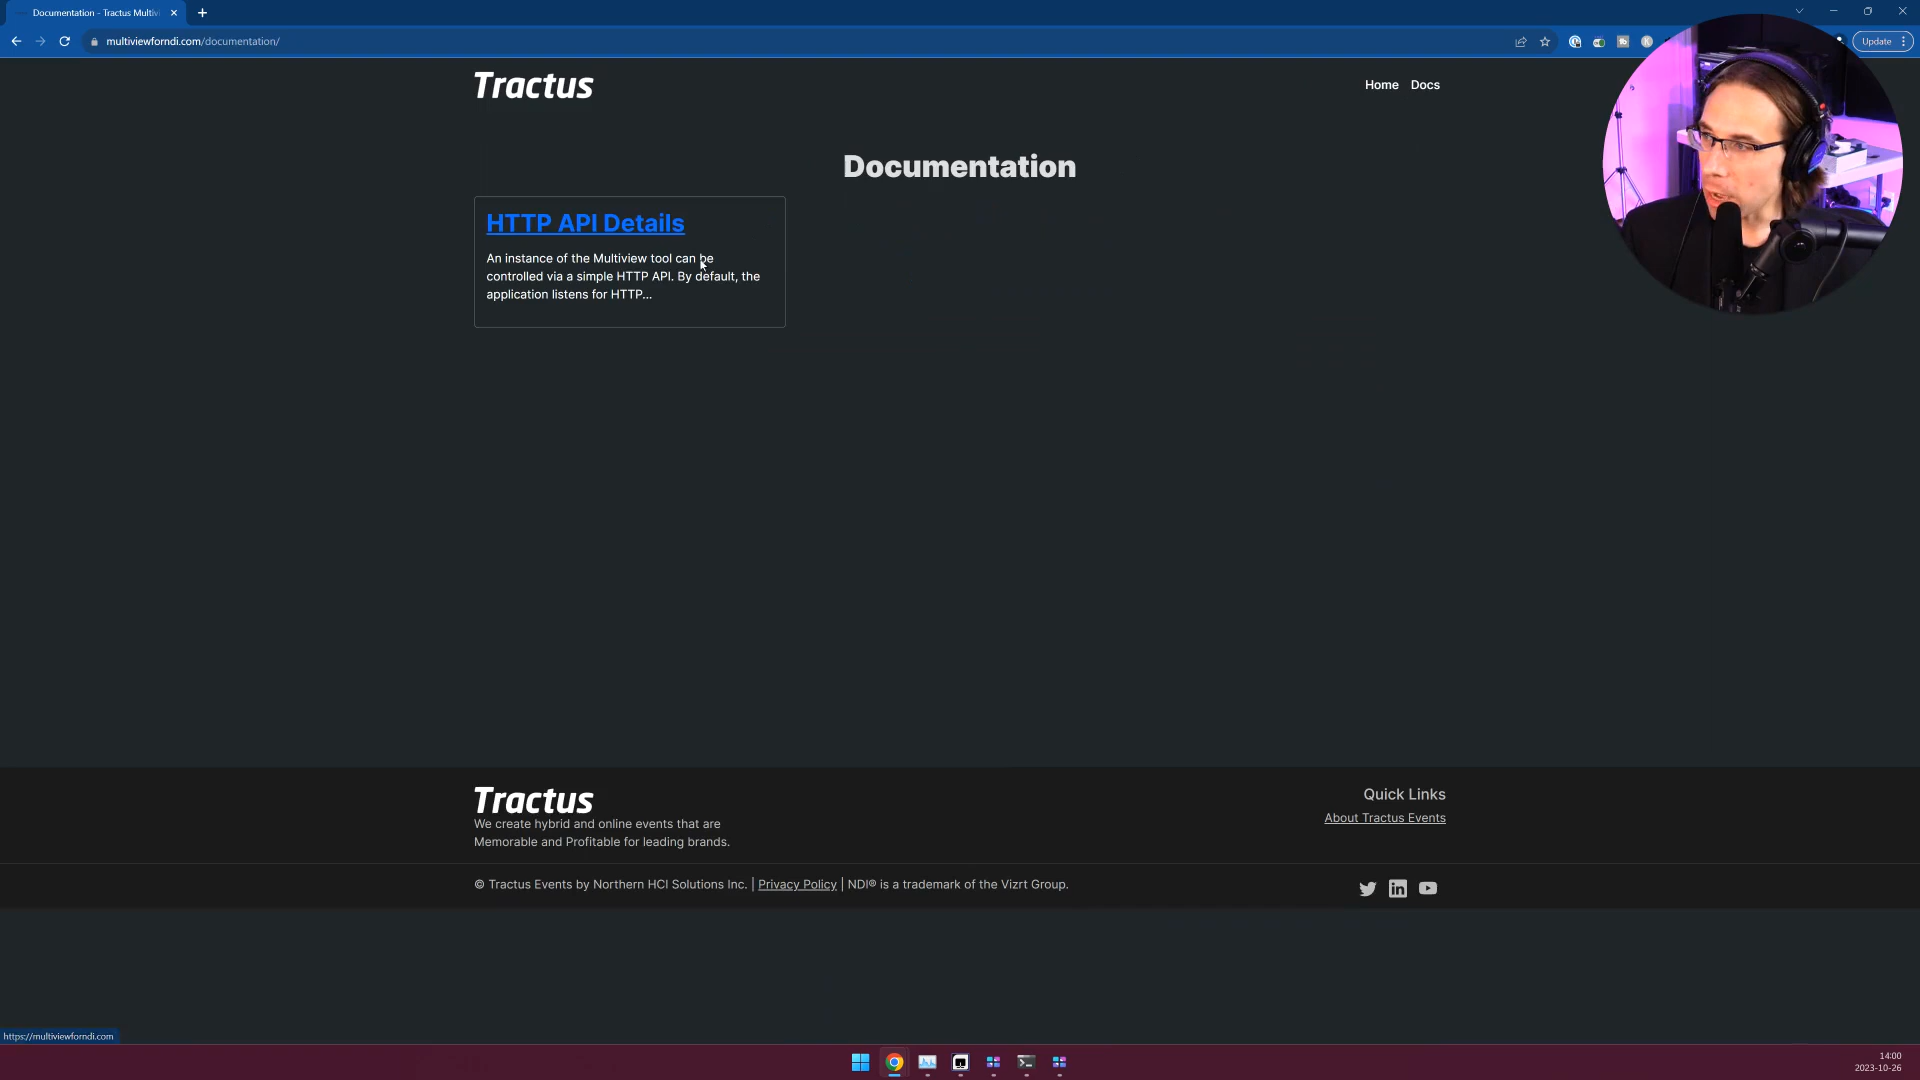 Documentation - Tractus Multivi
multiviewforndi.com/documentation/
Update
Tractus
Home Docs
Documentation
HTTP API Details
An instance of the Multiview tool can be
controlled via a simple HTTP API. By default, the
application listens for HTTP...
Tractus
We create hybrid and online events that are
Memorable and Profitable for leading brands.
Quick Links
About Tractus Events
© Tractus Events by Northern HCI Solutions Inc. | Privacy Policy | NDI® is a trademark of the Vizrt Group.
https://multiviewforndi.com
14:00
2023-10-26